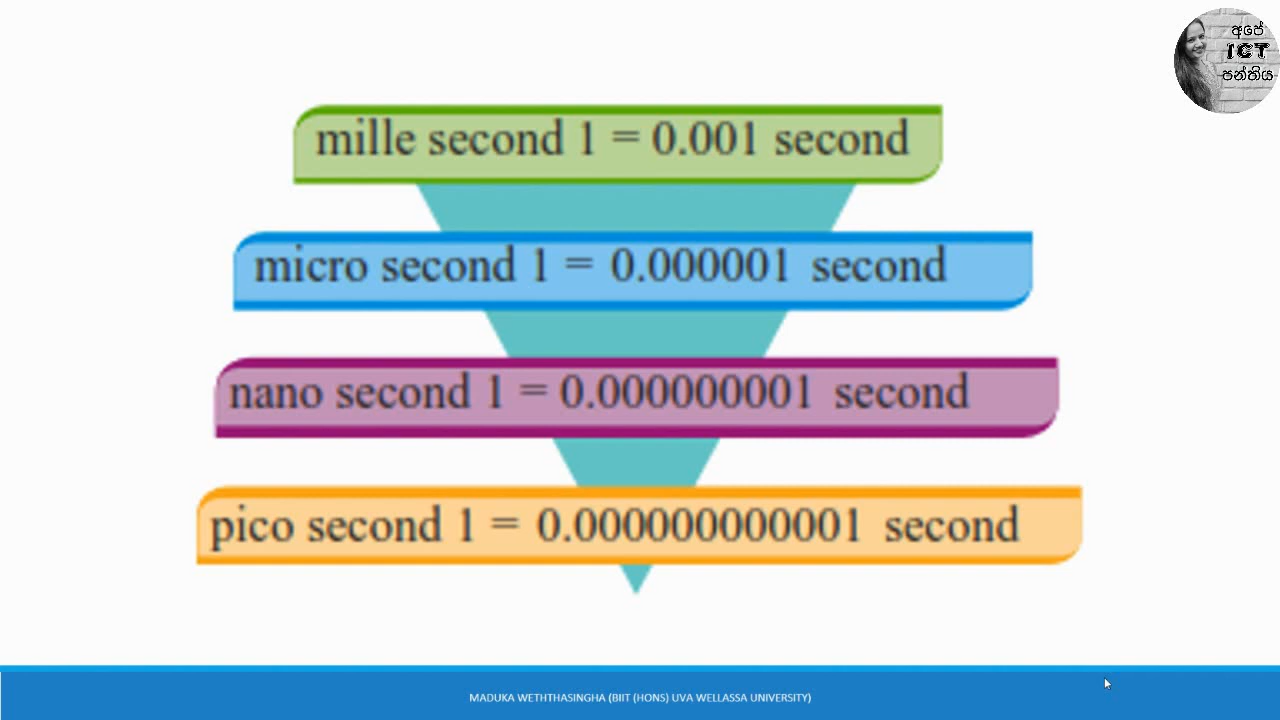 අපේ
ICT
පන්තිය
mille second 1 = 0.001 second
micro second 1 = 0.000001 second
nano second 1 = 0.000000001 second
pico second 1 = 0.000000000001 second
MADUKA WEHTHASINGHA (BIIT (HONS) UVA WELLASSA UNIVERSITY)